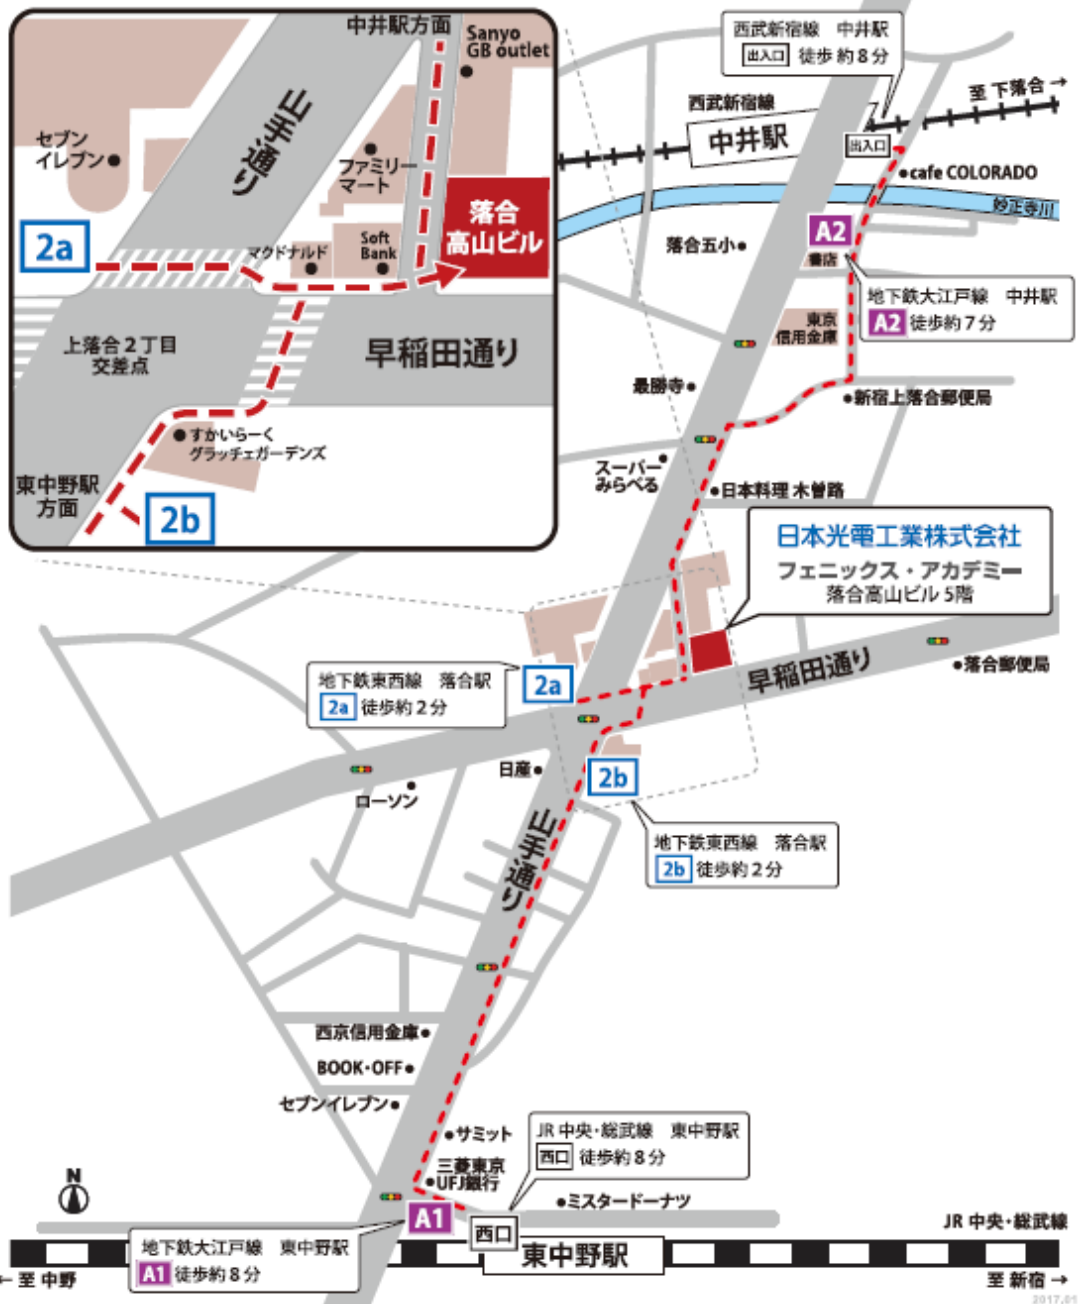 中井駅方面
Sanyo
GB outlet
山手通り
セブン
イレブン
ファミリー
マート
落合
高山ビル
2a
マクドナルド
Soft
Bank
上落合2丁目
交差点
早稲田通り
すかいらーく
グラッチェガーデンズ
東中野駅
方面
2b
西武新宿線 中井駅
出入口 徒歩 約8分
至 下落合→
西武新宿線
中井駅
出入口
cafe COLORADO
妙正寺川
A2
落合五小
書店
地下鉄大江戸線 中井駅
A2 徒歩約7分
東京
信用金庫
最勝寺
新宿上落合郵便局
スーパー
みらべる
日本料理 木曽路
日本光電工業株式会社
フェニックス・アカデミー
落合高山ビル 5階
地下鉄東西線 落合駅
2a 徒歩約2分
2a
早稲田通り
落合郵便局
日産
2b
ローソン
山手通り
地下鉄東西線 落合駅
2b 徒歩約2分
西京信用金庫
BOOK・OFF
セブンイレブン
サミット
JR 中央・総武線 東中野駅
西口 徒歩約8分
三菱東京
UFJ銀行
ミスタードーナツ
N
A1
西口
JR 中央・総武線
地下鉄大江戸線 東中野駅
A1 徒歩約8分
東中野駅
←至 中野
至 新宿→
2017.01